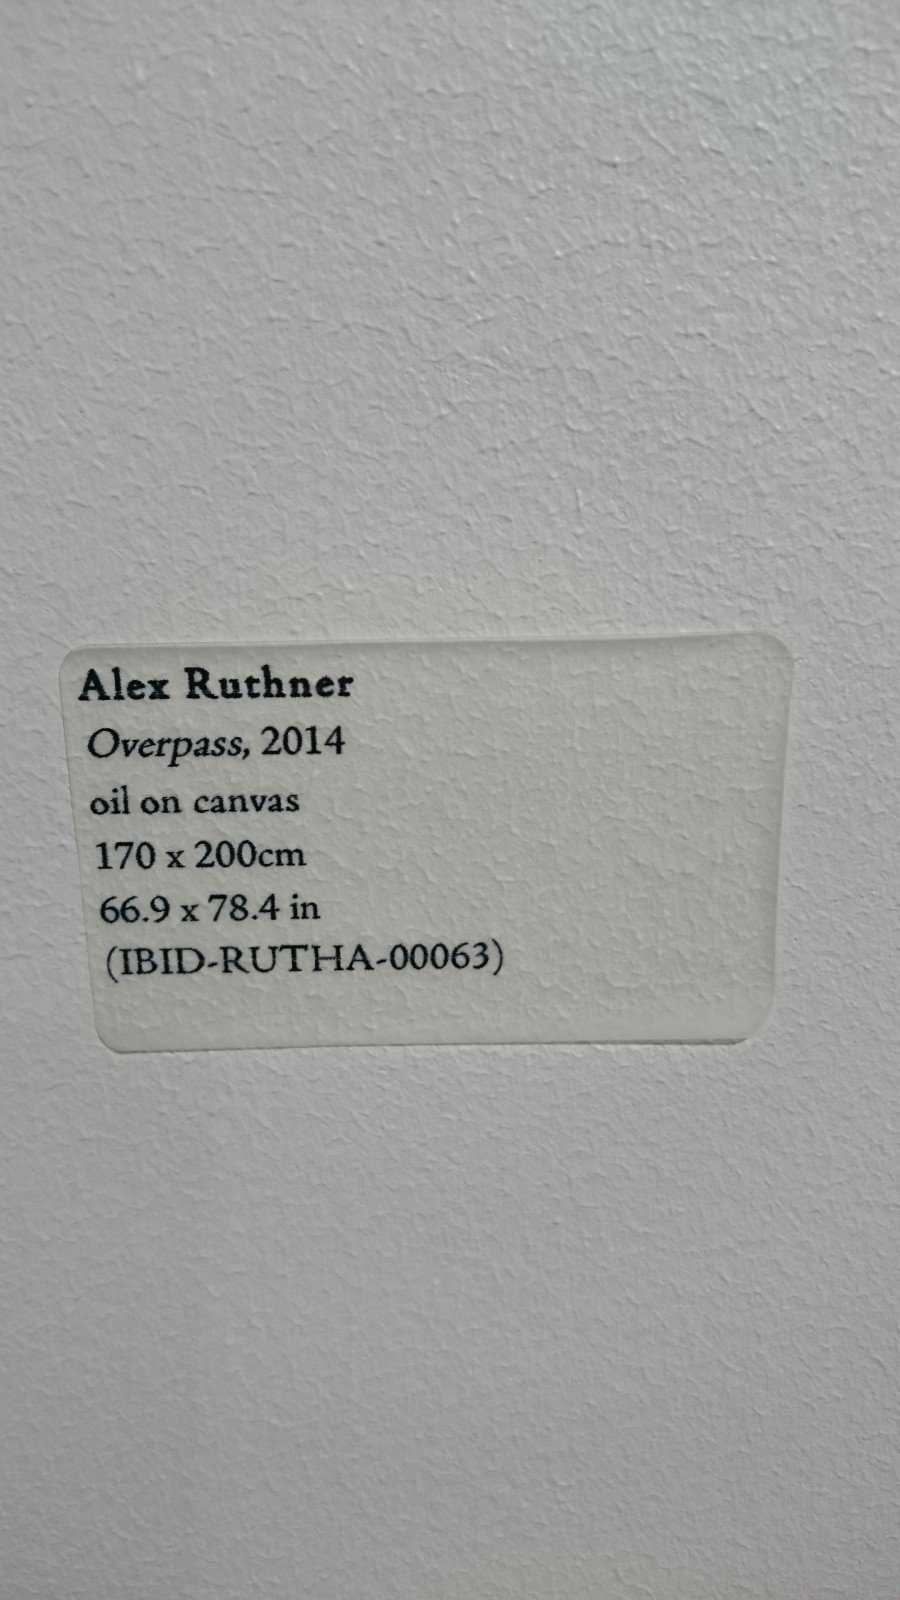 Alex Ruthner
Overpass, 2014
oil on canvas
170 x 200cm
66.9 x 78.4 in
(IBID-RUTHA-00063)